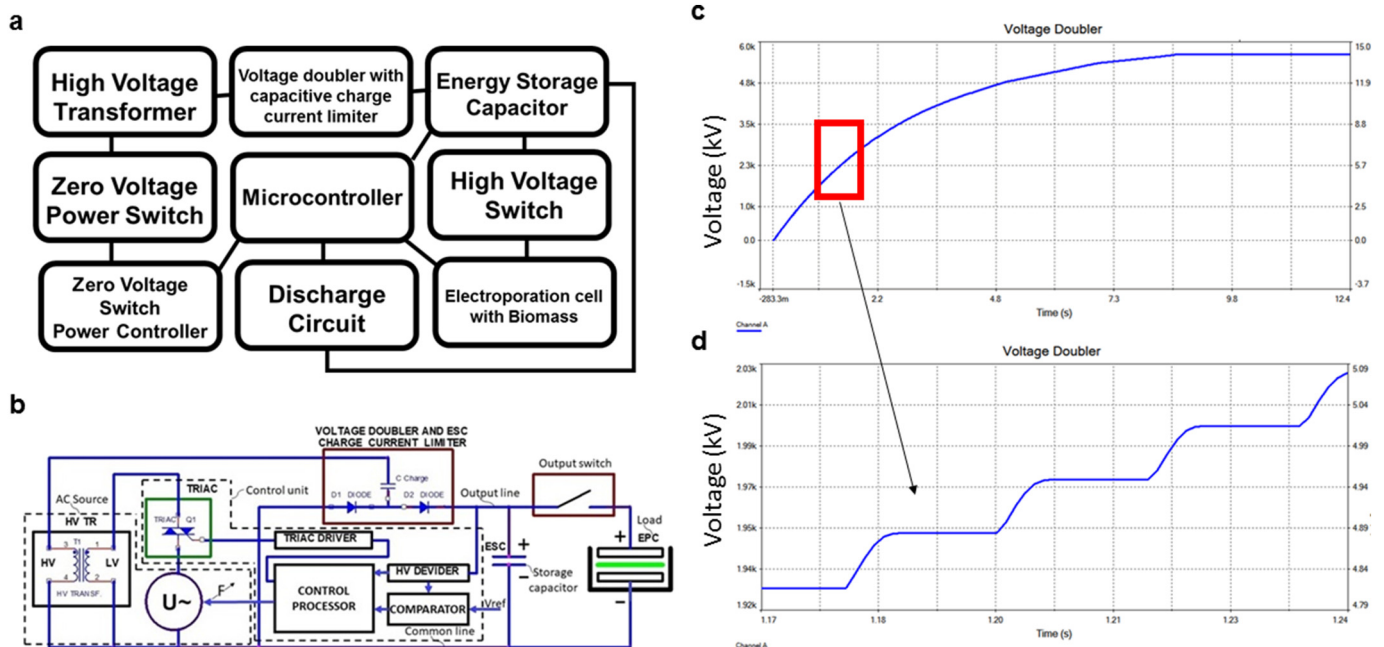 a
High Voltage
Transformer
Voltage doubler with
capacitive charge
current limiter
Energy Storage
Capacitor
Zero Voltage
Power Switch
Microcontroller
High Voltage
Switch
Zero Voltage
Switch
Power Controller
Discharge
Circuit
Electroporation cell
with Biomass
b
VOLTAGE DOUBLER AND ESC
CHARGE CURRENT LIMITER
Output switch
C Charge
D1 DIODE
D2 DIODE
Output line
AC Source
TRIAC
Control unit
HV TR
TRIAC Q1
3 T1 1
HV LV
4 2
HV TRANSF.
TRIAC DRIVER
Load
EPC
+
ESC +
−
Storage
capacitor
−
U~
F
CONTROL
PROCESSOR
HV DEVIDER
COMPARATOR
Vref
Common line
c
Voltage Doubler
Voltage (kV)
6.0k
4.8k
3.5k
2.3k
1.0k
0.0
-1.5k
15.0
11.9
8.8
5.7
2.5
0.0
-3.7
-283.3m 2.2 4.8 7.3 9.8 12.4
Time (s)
Channel A
d
Voltage Doubler
Voltage (kV)
2.03k
2.01k
1.99k
1.97k
1.95k
1.94k
1.92k
5.09
5.04
4.99
4.94
4.89
4.84
4.79
1.17 1.18 1.20 1.21 1.23 1.24
Time (s)
Channel A